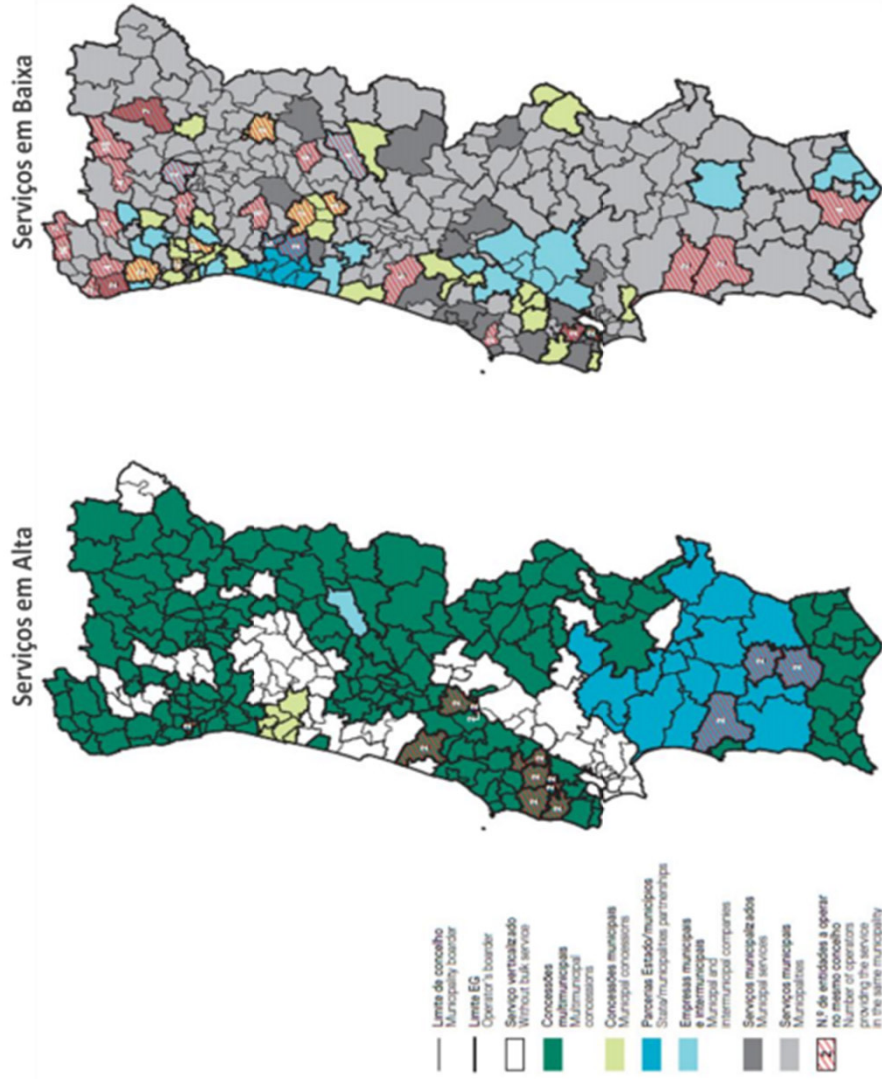 Serviços em Baixa
Serviços em Alta
Limite de concelho
Municipality boarder
Limite EG
Operator's boarder
Serviço verticalizado
Without bulk service
Concessões
multimunicipais
Multimunicipal
concessions
Concessões municipais
Municipal concessions
Parcerias Estado/municípios
State/municipalities partnerships
Empresas municipais
e intermunicipais
Municipal and
intermunicipal companies
Serviços municipalizados
Municipal services
Serviços municipais
Municipalities
2
N.º de entidades a operar
no mesmo concelho
Number of operators
providing the service
in the same municipality